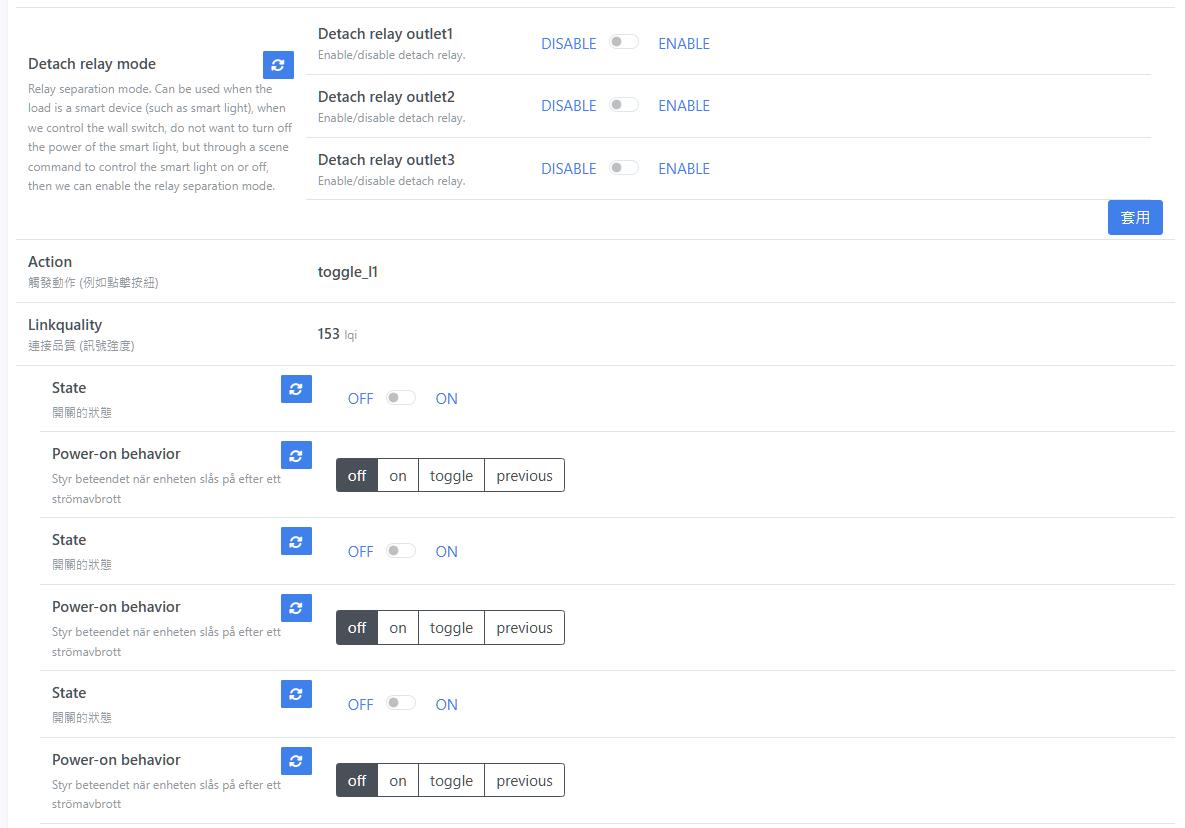 Detach relay mode
Relay separation mode. Can be used when the
load is a smart device (such as smart light), when
we control the wall switch, do not want to turn off
the power of the smart light, but through a scene
command to control the smart light on or off,
then we can enable the relay separation mode.
Detach relay outlet1
Enable/disable detach relay.
DISABLE ENABLE
Detach relay outlet2
Enable/disable detach relay.
DISABLE ENABLE
Detach relay outlet3
Enable/disable detach relay.
DISABLE ENABLE
套用
Action
觸發動作 (例如點擊按紐)
toggle_l1
Linkquality
連接品質 (訊號強度)
153 lqi
State
開關的狀態
OFF ON
Power-on behavior
Styr beteendet när enheten slås på efter ett
strömavbrott
off on toggle previous
State
開關的狀態
OFF ON
Power-on behavior
Styr beteendet när enheten slås på efter ett
strömavbrott
off on toggle previous
State
開關的狀態
OFF ON
Power-on behavior
Styr beteendet när enheten slås på efter ett
strömavbrott
off on toggle previous